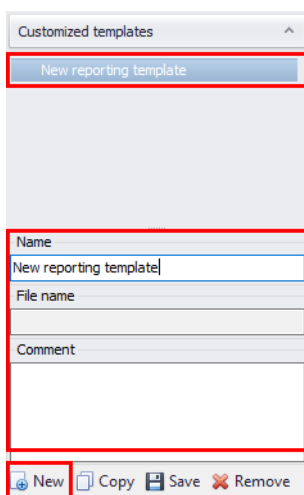 Customized templates
New reporting template
Name
New reporting template
File name
Comment
New Copy Save Remove